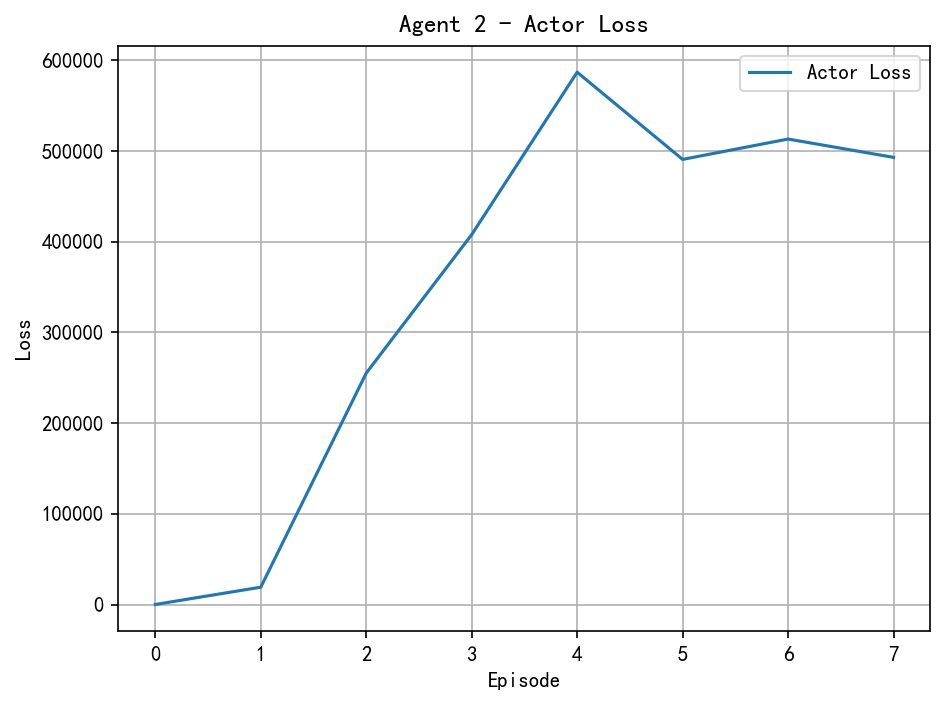 Agent 2 - Actor Loss
Actor Loss
600000
500000
400000
300000
200000
100000
0
Loss
0 1 2 3 4 5 6 7
Episode